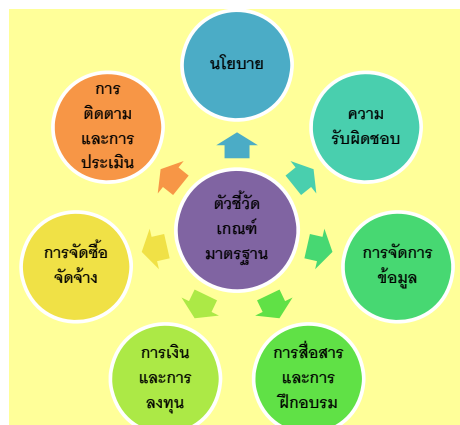 นโยบาย
ความ
รับผิดชอบ
การจัดการ
ข้อมูล
การสื่อสาร
และการ
ฝึกอบรม
การเงิน
และการ
ลงทุน
การจัดซื้อ
จัดจ้าง
การ
ติดตาม
และการ
ประเมิน
ตัวชี้วัด
เกณฑ์
มาตรฐาน